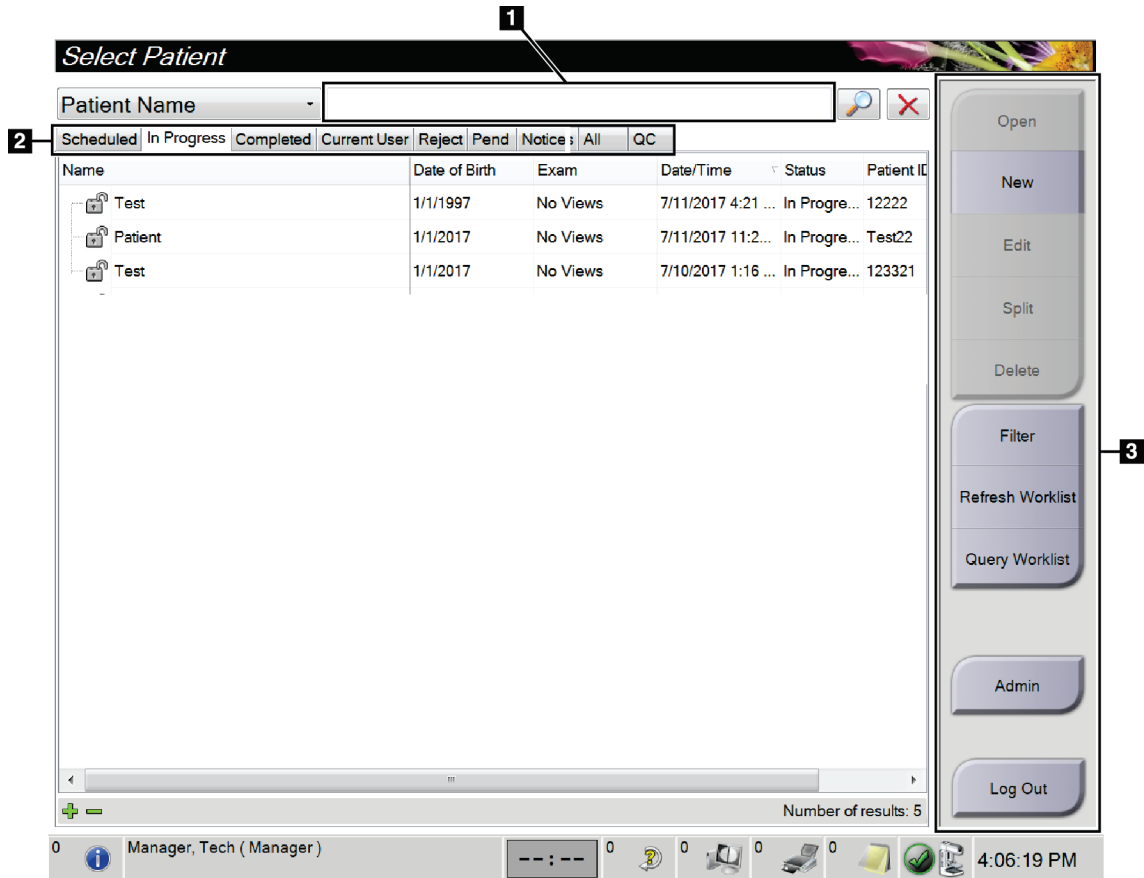 1
Select Patient
Patient Name
2
Scheduled In Progress Completed Current User Reject Pend Notices All QC
Name Date of Birth Exam Date/Time Status Patient ID
Test 1/1/1997 No Views 7/11/2017 4:21 ... In Progre... 12222
Patient 1/1/2017 No Views 7/11/2017 11:2... In Progre... Test22
Test 1/1/2017 No Views 7/10/2017 1:16 ... In Progre... 123321
Number of results: 5
Open
New
Edit
Split
Delete
Filter
Refresh Worklist
Query Worklist
Admin
Log Out
3
0 Manager, Tech ( Manager ) --:-- 0 0 0 0 4:06:19 PM